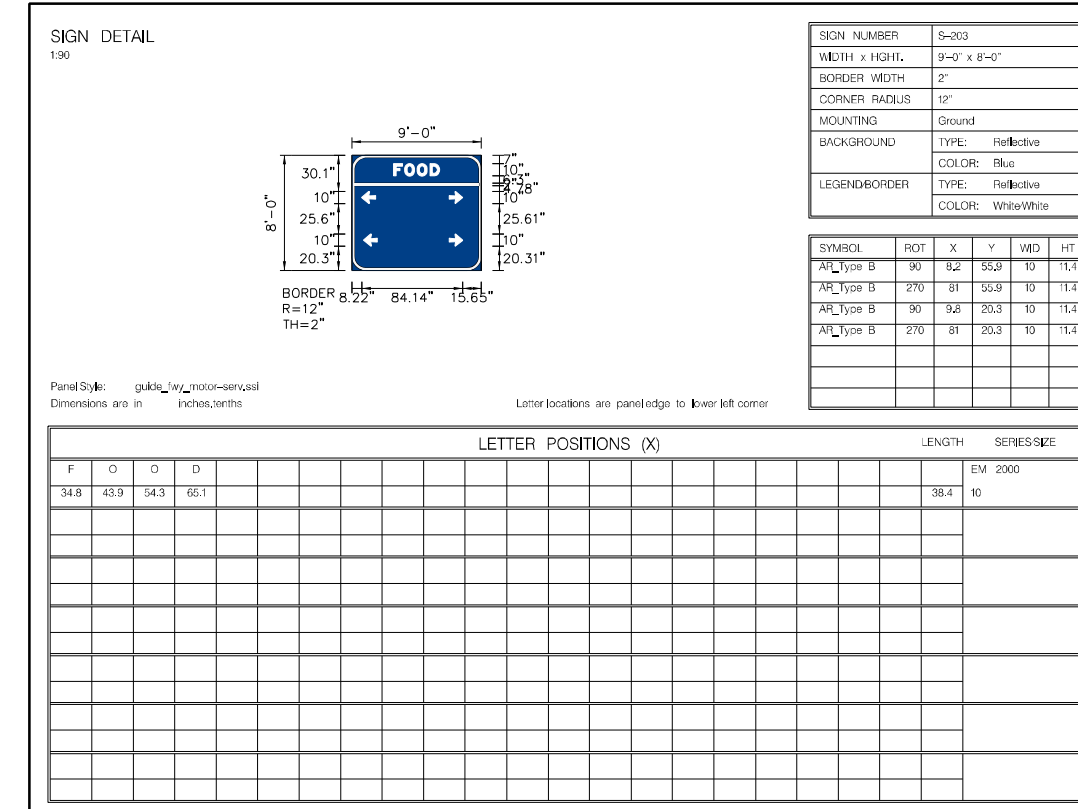 SIGN DETAIL
1:90
9'-0"
8'-0"
30.1"
10"
25.6"
10"
20.3"
FOOD
7"
10"
6.3"
4.78"
10"
25.61"
10"
20.31"
BORDER
R=12"
TH=2"
8.22" 84.14" 15.65"
Panel Style: guide_fwy_motor-serv.ssi
Dimensions are in inches.tenths
Letter locations are panel edge to lower left corner
SIGN NUMBER S-203
WIDTH x HGHT. 9'-0" x 8'-0"
BORDER WIDTH 2"
CORNER RADIUS 12"
MOUNTING Ground
BACKGROUND TYPE: Reflective
COLOR: Blue
LEGEND/BORDER TYPE: Reflective
COLOR: White/White
SYMBOL ROT X Y WID HT
AR_Type B 90 8.2 55.9 10 11.4
AR_Type B 270 81 55.9 10 11.4
AR_Type B 90 9.8 20.3 10 11.4
AR_Type B 270 81 20.3 10 11.4
LETTER POSITIONS (X) LENGTH SERIES/SIZE
F O O D EM 2000
34.8 43.9 54.3 65.1 38.4 10